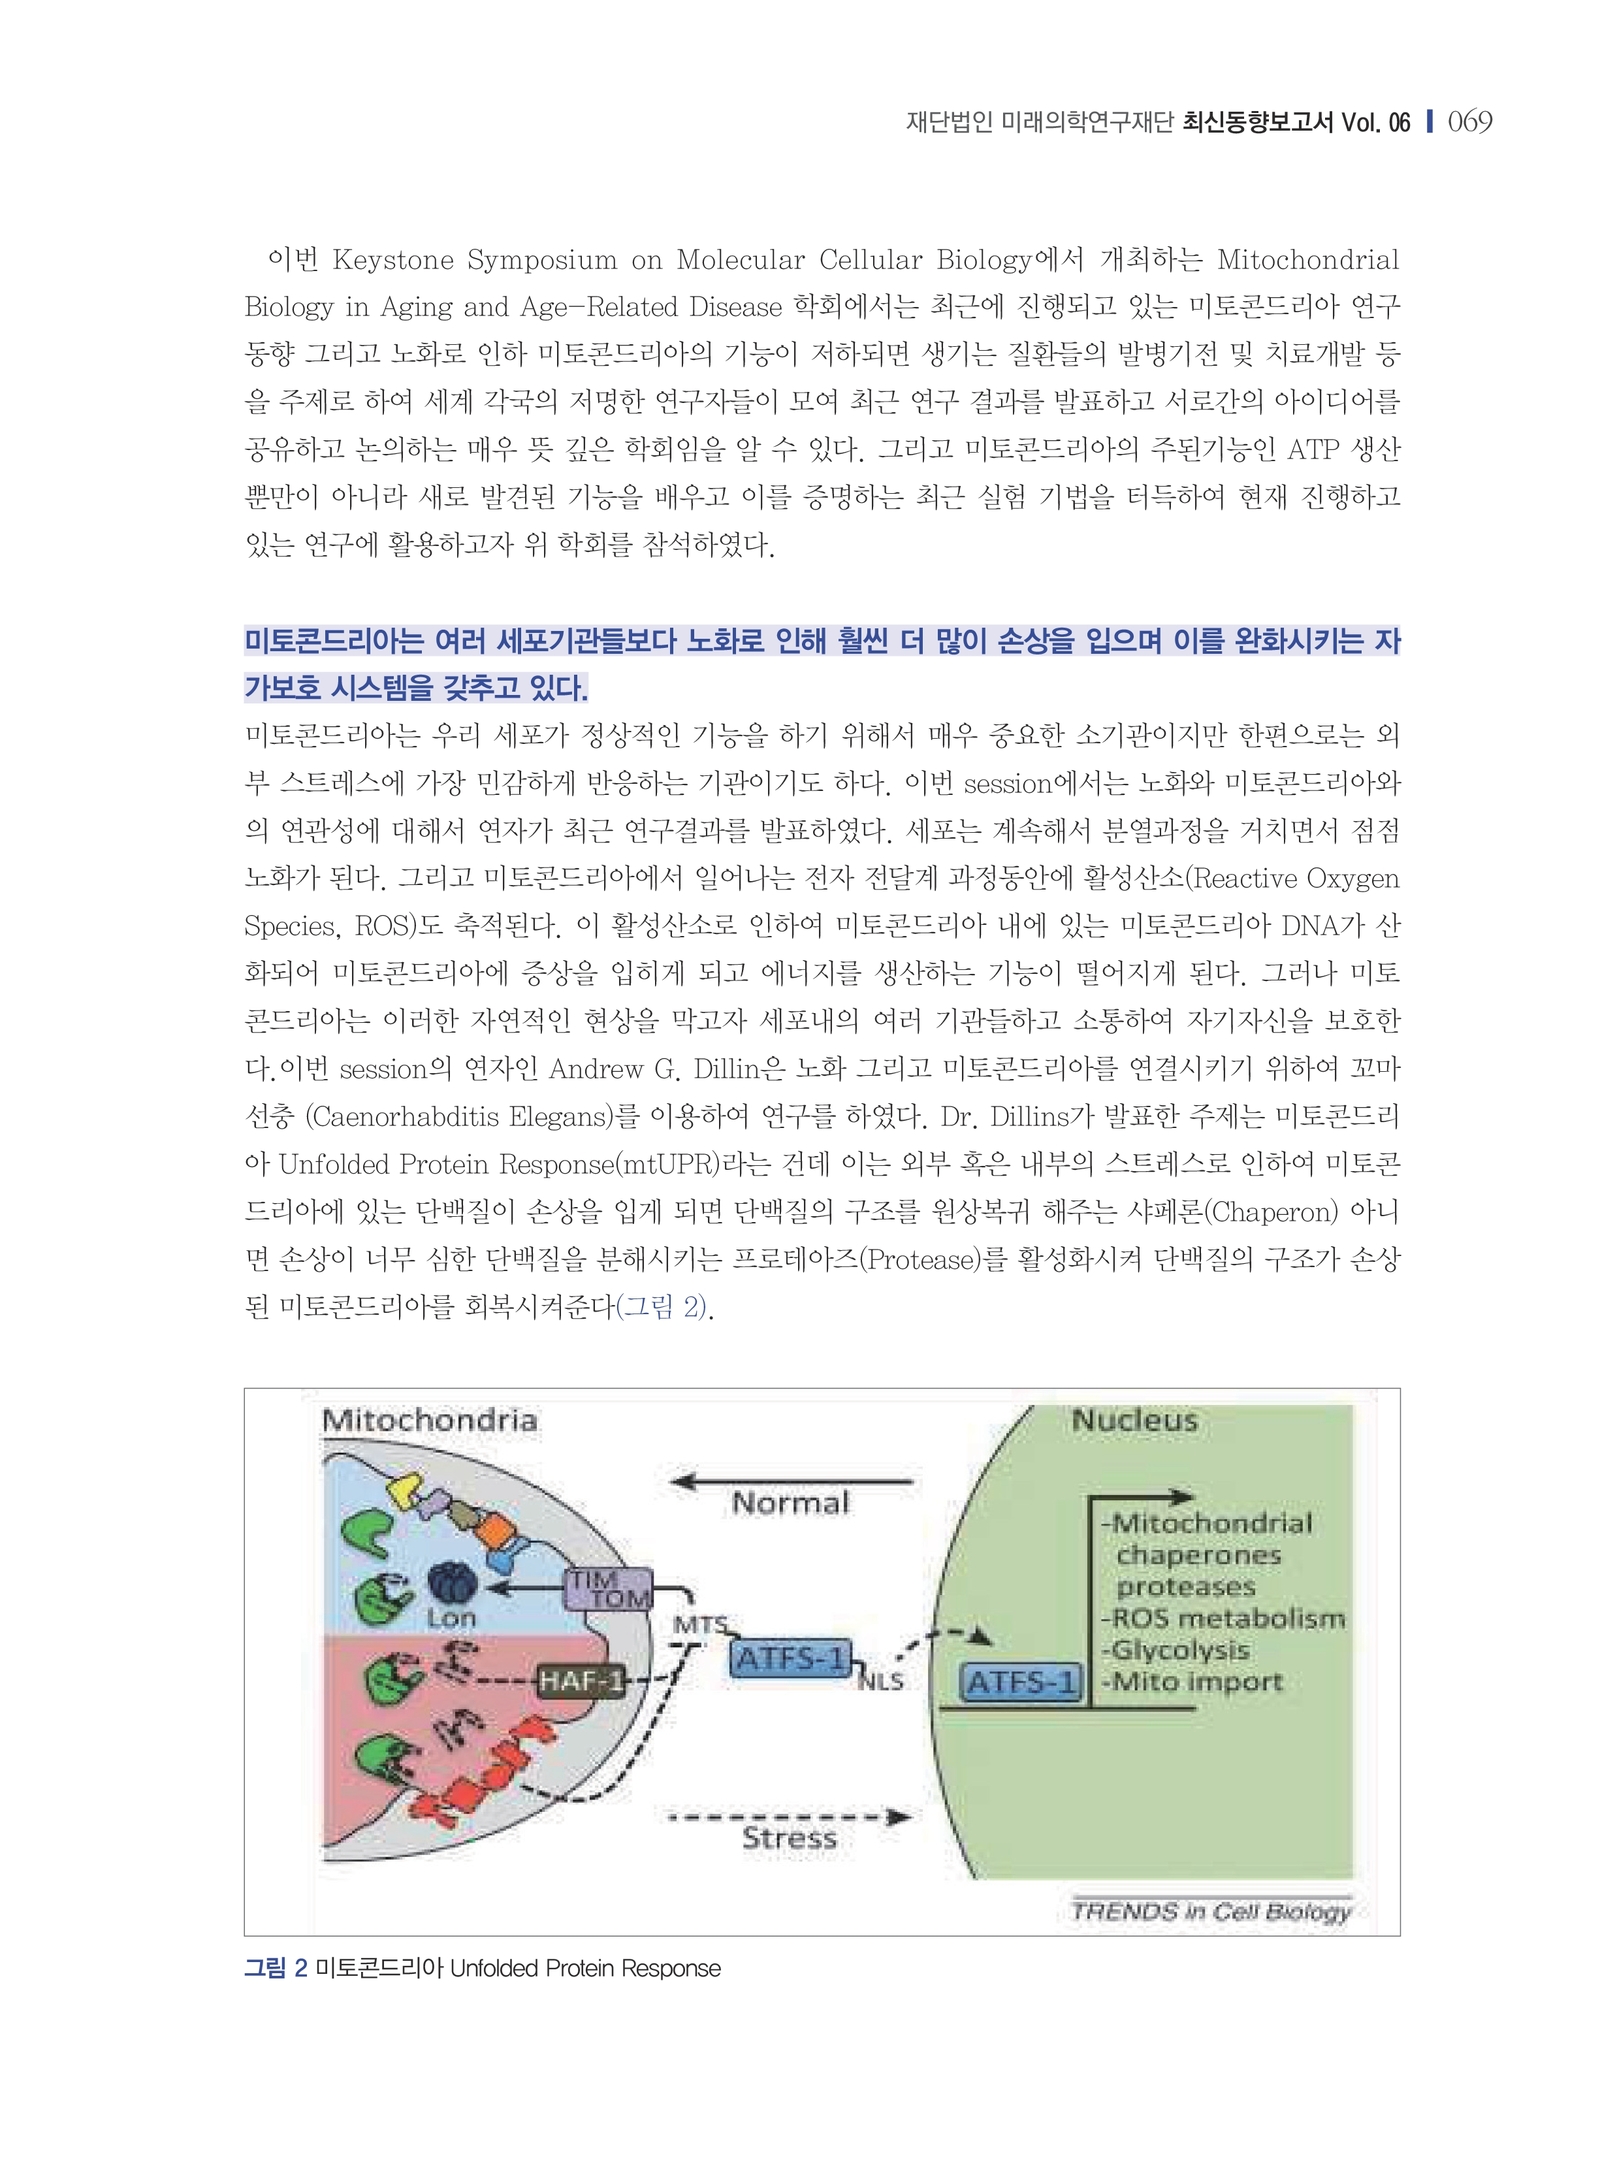 재단법인 미래의학연구재단 최신동향보고서 Vol. 06 069
이번 Keystone Symposium on Molecular Cellular Biology에서 개최하는 Mitochondrial
Biology in Aging and Age-Related Disease 학회에서는 최근에 진행되고 있는 미토콘드리아 연구
동향 그리고 노화로 인하 미토콘드리아의 기능이 저하되면 생기는 질환들의 발병기전 및 치료개발 등
을 주제로 하여 세계 각국의 저명한 연구자들이 모여 최근 연구 결과를 발표하고 서로간의 아이디어를
공유하고 논의하는 매우 뜻 깊은 학회임을 알 수 있다. 그리고 미토콘드리아의 주된기능인 ATP 생산
뿐만이 아니라 새로 발견된 기능을 배우고 이를 증명하는 최근 실험 기법을 터득하여 현재 진행하고
있는 연구에 활용하고자 위 학회를 참석하였다.
미토콘드리아는 여러 세포기관들보다 노화로 인해 훨씬 더 많이 손상을 입으며 이를 완화시키는 자
가보호 시스템을 갖추고 있다.
미토콘드리아는 우리 세포가 정상적인 기능을 하기 위해서 매우 중요한 소기관이지만 한편으로는 외
부 스트레스에 가장 민감하게 반응하는 기관이기도 하다. 이번 session에서는 노화와 미토콘드리아와
의 연관성에 대해서 연자가 최근 연구결과를 발표하였다. 세포는 계속해서 분열과정을 거치면서 점점
노화가 된다. 그리고 미토콘드리아에서 일어나는 전자 전달계 과정동안에 활성산소(Reactive Oxygen
Species, ROS)도 축적된다. 이 활성산소로 인하여 미토콘드리아 내에 있는 미토콘드리아 DNA가 산
화되어 미토콘드리아에 증상을 입히게 되고 에너지를 생산하는 기능이 떨어지게 된다. 그러나 미토
콘드리아는 이러한 자연적인 현상을 막고자 세포내의 여러 기관들하고 소통하여 자기자신을 보호한
다.이번 session의 연자인 Andrew G. Dillin은 노화 그리고 미토콘드리아를 연결시키기 위하여 꼬마
선충 (Caenorhabditis Elegans)를 이용하여 연구를 하였다. Dr. Dillins가 발표한 주제는 미토콘드리
아 Unfolded Protein Response(mtUPR)라는 건데 이는 외부 혹은 내부의 스트레스로 인하여 미토콘
드리아에 있는 단백질이 손상을 입게 되면 단백질의 구조를 원상복귀 해주는 샤페론(Chaperon) 아니
면 손상이 너무 심한 단백질을 분해시키는 프로테아즈(Protease)를 활성화시켜 단백질의 구조가 손상
된 미토콘드리아를 회복시켜준다(그림 2).
Mitochondria
Nucleus
Normal
-Mitochondrial
chaperones
proteases
-ROS metabolism
-Glycolysis
-Mito import
TIM
TOM
Lon
MTS
ATFS-1
NLS
HAF-1
ATFS-1
Stress
TRENDS in Cell Biology
그림 2 미토콘드리아 Unfolded Protein Response